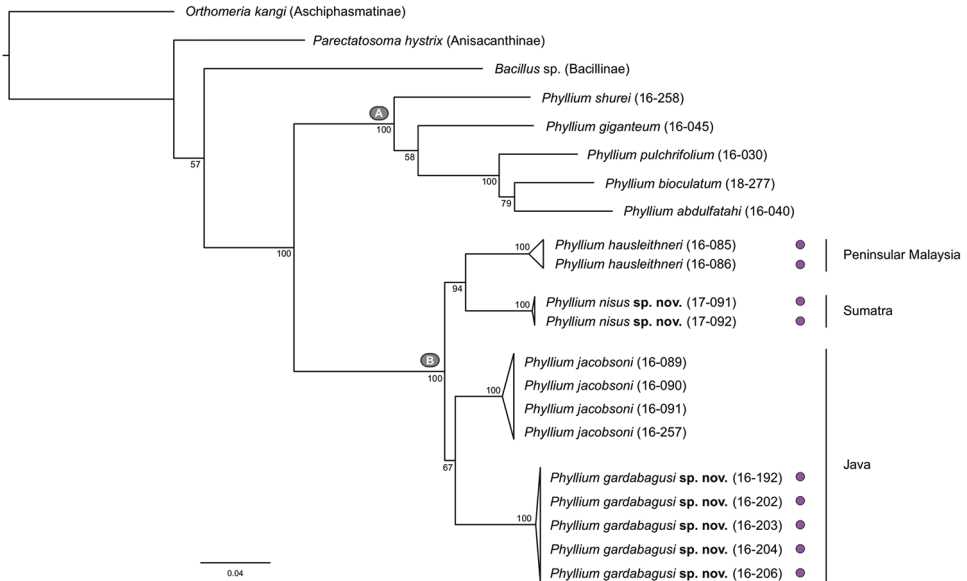 Orthomeria kangi (Aschiphasmatinae)
Parectatosoma hystrix (Anisacanthinae)
Bacillus sp. (Bacillinae)
Phyllium shurei (16-258)
A
100
Phyllium giganteum (16-045)
58
Phyllium pulchrifolium (16-030)
57
100
Phyllium bioculatum (18-277)
79
Phyllium abdulfatahi (16-040)
100
100
Phyllium hausleithneri (16-085)
Phyllium hausleithneri (16-086)
Peninsular Malaysia
94
100
Phyllium nisus sp. nov. (17-091)
Phyllium nisus sp. nov. (17-092)
Sumatra
B
100
Phyllium jacobsoni (16-089)
Phyllium jacobsoni (16-090)
100
Phyllium jacobsoni (16-091)
Phyllium jacobsoni (16-257)
Java
67
Phyllium gardabagusi sp. nov. (16-192)
Phyllium gardabagusi sp. nov. (16-202)
100
Phyllium gardabagusi sp. nov. (16-203)
Phyllium gardabagusi sp. nov. (16-204)
Phyllium gardabagusi sp. nov. (16-206)
0.04